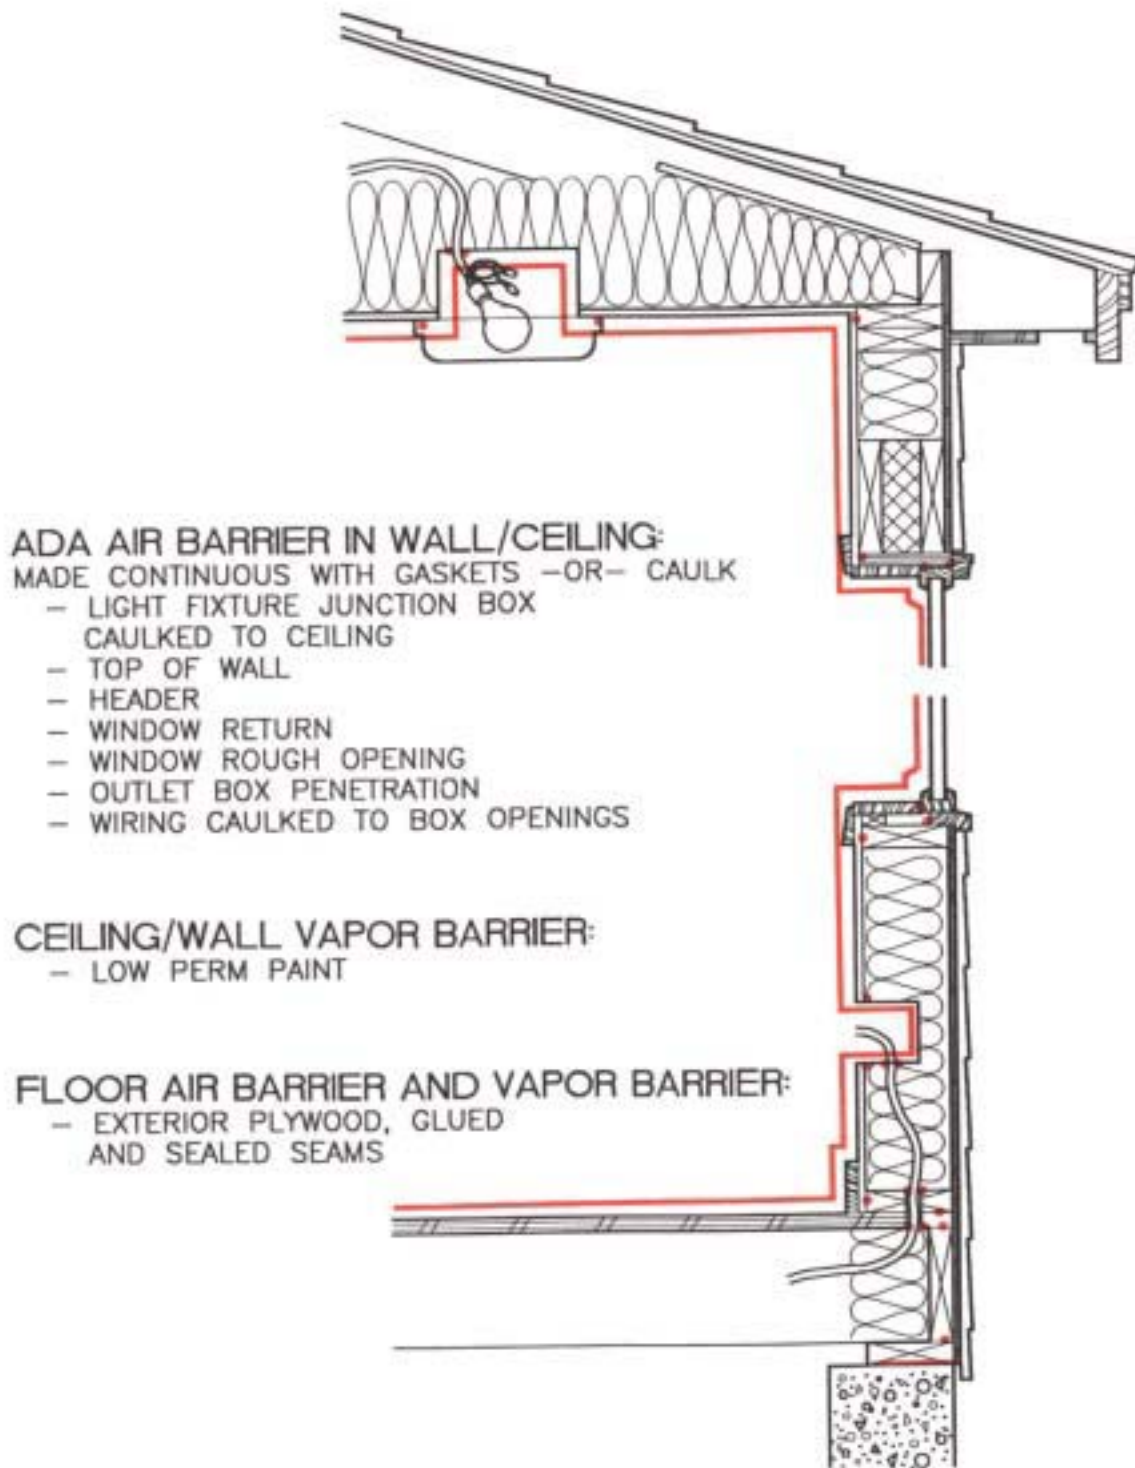 ADA AIR BARRIER IN WALL/CEILING:
MADE CONTINUOUS WITH GASKETS -OR- CAULK
- LIGHT FIXTURE JUNCTION BOX
CAULKED TO CEILING
- TOP OF WALL
- HEADER
- WINDOW RETURN
- WINDOW ROUGH OPENING
- OUTLET BOX PENETRATION
- WIRING CAULKED TO BOX OPENINGS
CEILING/WALL VAPOR BARRIER:
- LOW PERM PAINT
FLOOR AIR BARRIER AND VAPOR BARRIER:
- EXTERIOR PLYWOOD, GLUED
AND SEALED SEAMS